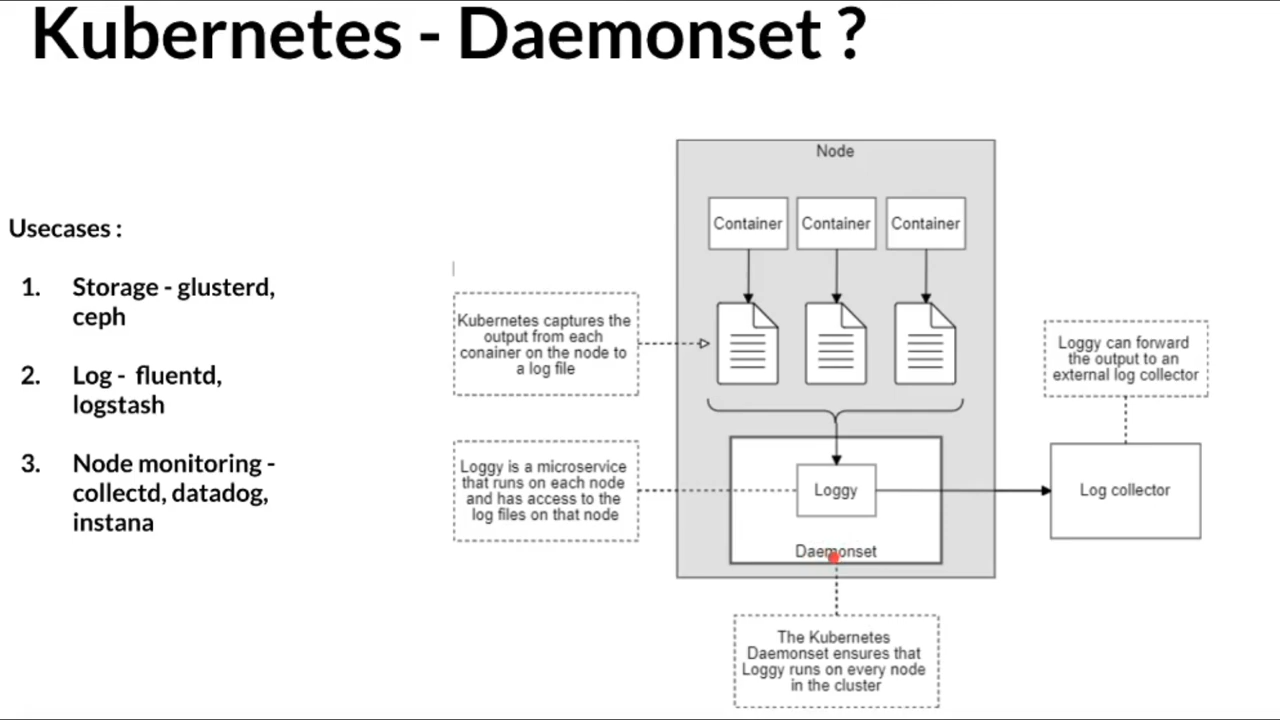 Kubernetes - Daemonset ?
Usecases :
1. Storage - glusterd,
ceph
2. Log - fluentd,
logstash
3. Node monitoring -
collectd, datadog,
instana
Node
Container
Container
Container
Kubernetes captures the
output from each
conainer on the node to
a log file
Loggy can forward
the output to an
external log collector
Loggy is a microservice
that runs on each node
and has access to the
log files on that node
Loggy
Log collector
Daemonset
The Kubernetes
Daemonset ensures that
Loggy runs on every node
in the cluster